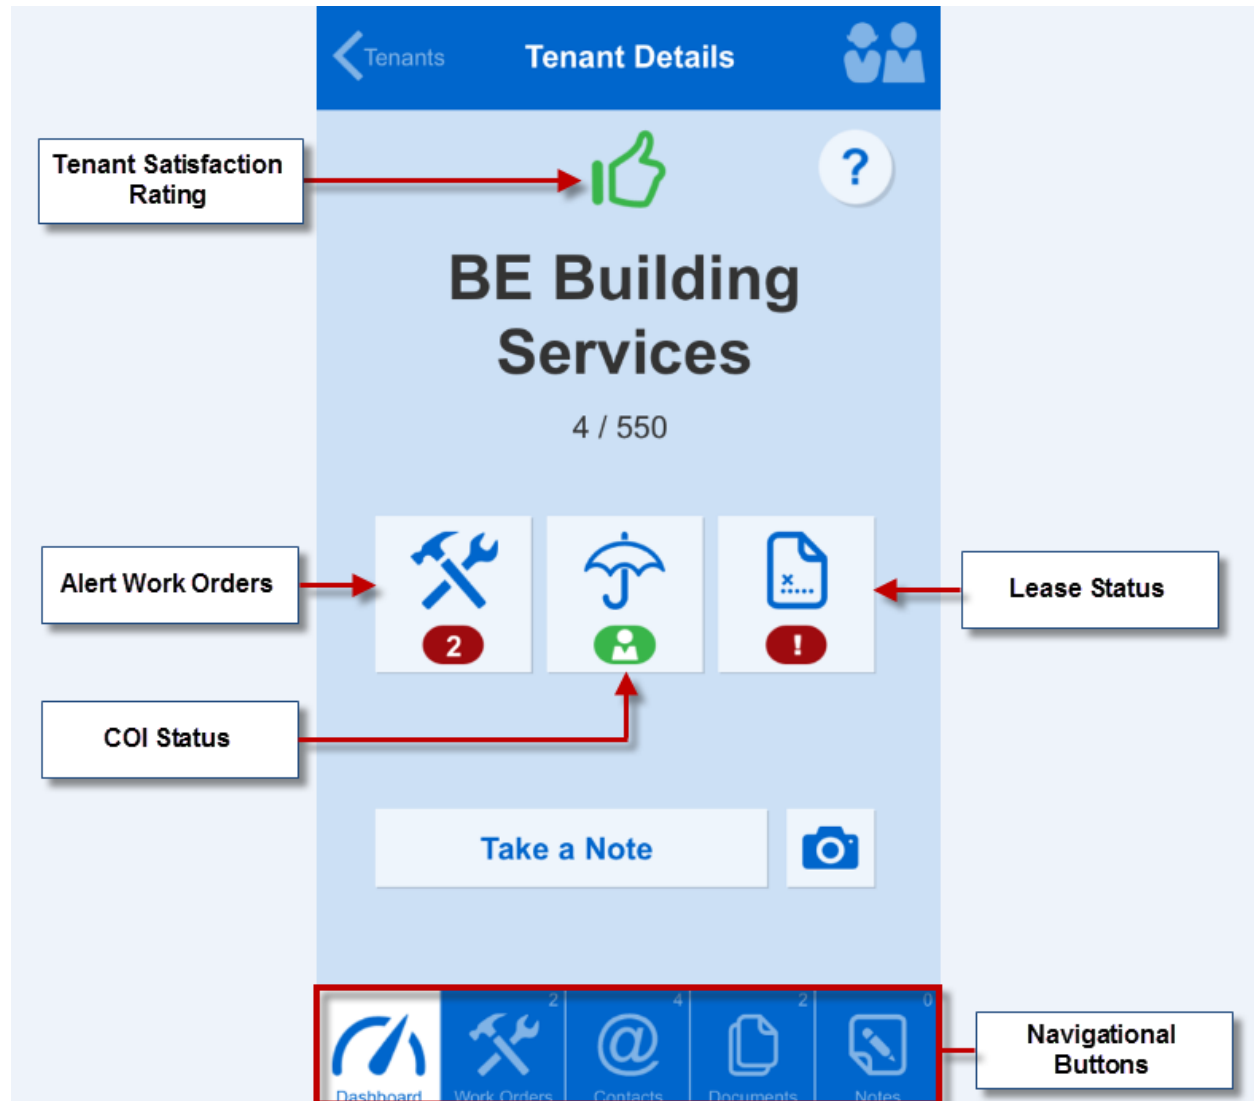 Tenants
Tenant Details
Tenant Satisfaction
Rating
?
BE Building
Services
4 / 550
Alert Work Orders
2
x
!
Lease Status
COI Status
Take a Note
2
4
2
0
@
Dashboard
Work Orders
Contacts
Documents
Notes
Navigational
Buttons